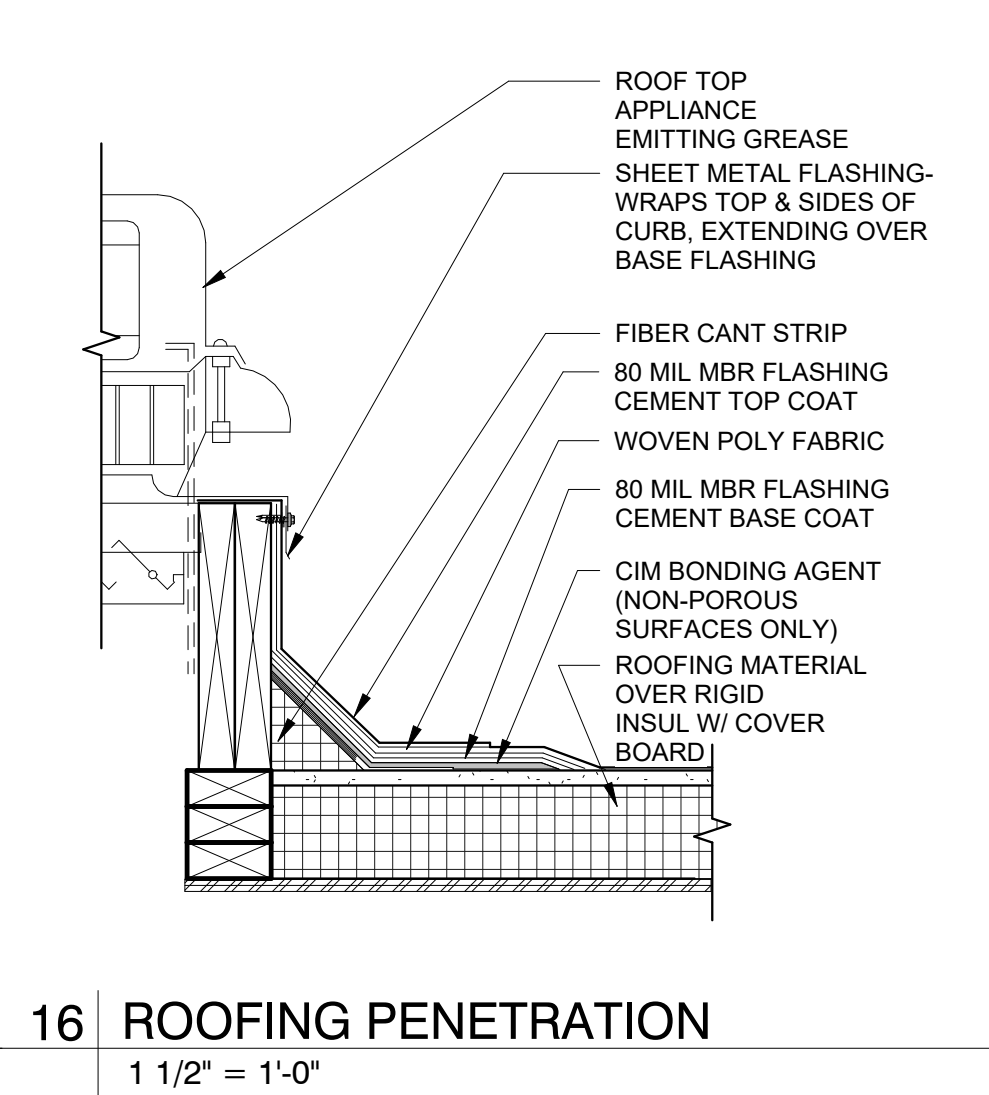 ROOF TOP
APPLIANCE
EMITTING GREASE
SHEET METAL FLASHING-
WRAPS TOP & SIDES OF
CURB, EXTENDING OVER
BASE FLASHING
FIBER CANT STRIP
80 MIL MBR FLASHING
CEMENT TOP COAT
WOVEN POLY FABRIC
80 MIL MBR FLASHING
CEMENT BASE COAT
CIM BONDING AGENT
(NON-POROUS
SURFACES ONLY)
ROOFING MATERIAL
OVER RIGID
INSUL W/ COVER
BOARD
16 ROOFING PENETRATION
1 1/2" = 1'-0"